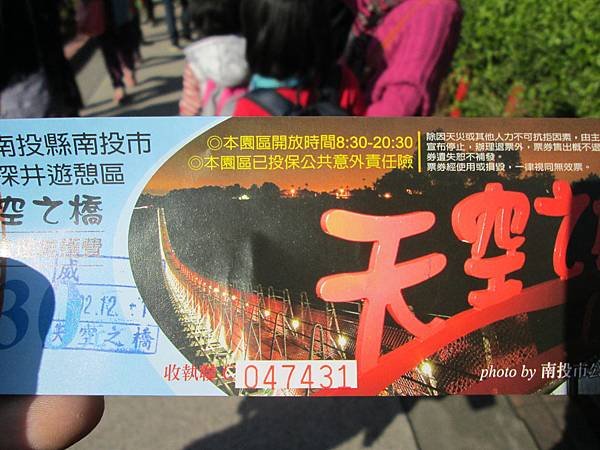 南投縣南投市
深井遊憩區
空之橋
◎本園區開放時間8:30-20:30
◎本園區已投保公共意外責任險
除因天災或其他人力不可抗拒因素，由主
宣布停止，辦理退票外，票券售出概不退
券遺失恕不補發。
票券經使用或損毀，一律視同無效票。
天空之
30
天空之橋
收執聯
047431
photo by 南投市公